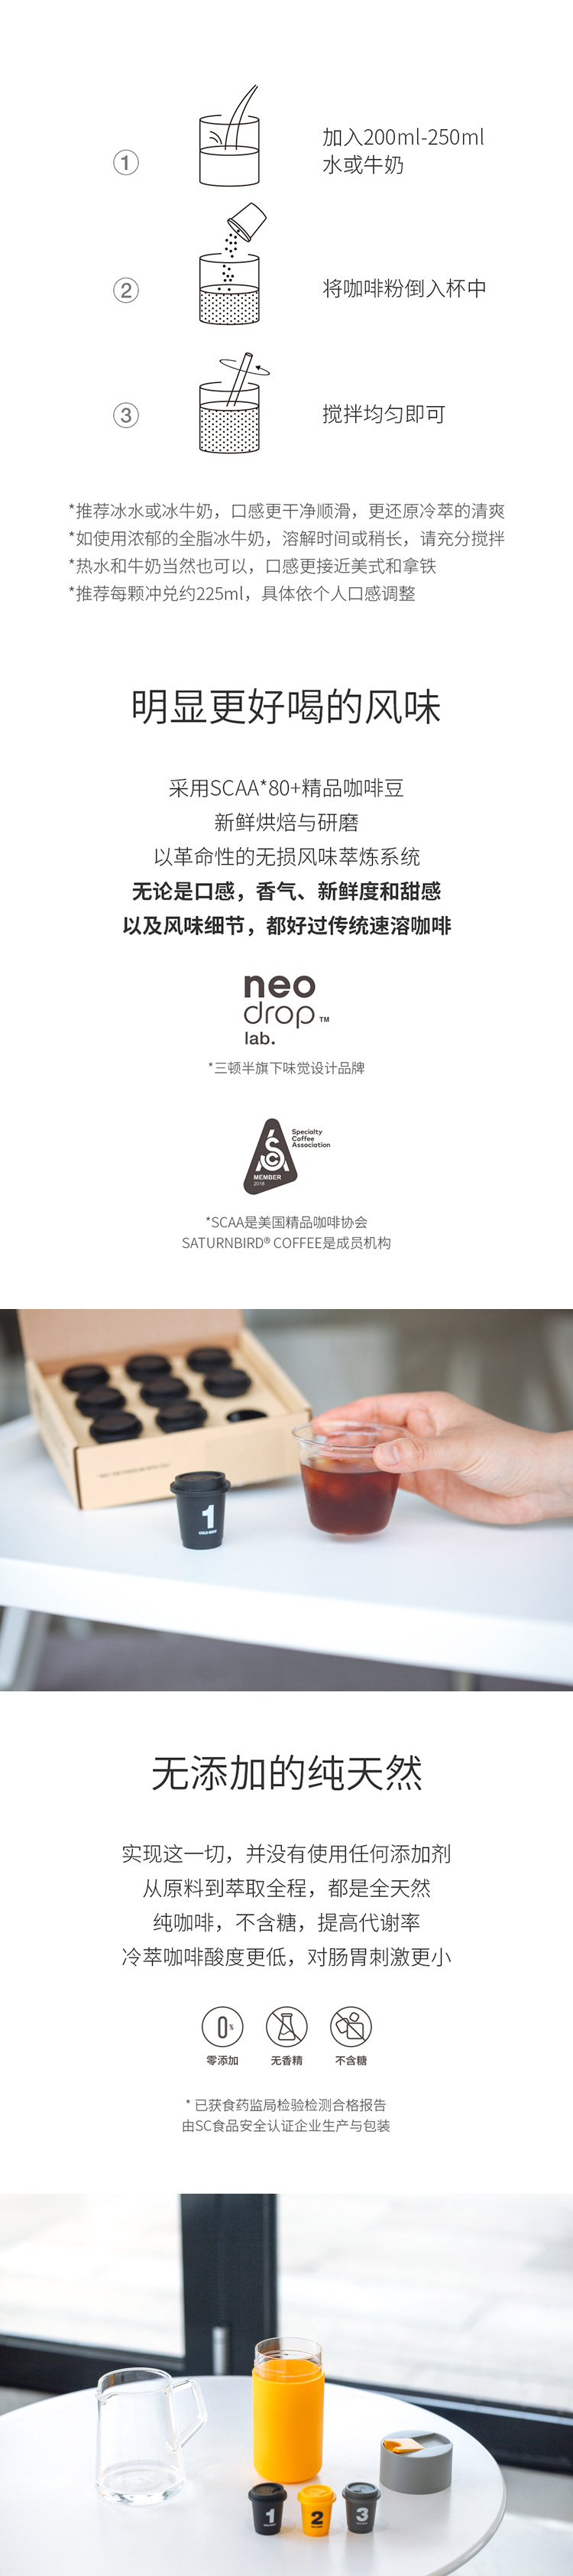 ①
加入200ml-250ml
水或牛奶
②
将咖啡粉倒入杯中
③
搅拌均匀即可
*推荐冰水或冰牛奶，口感更干净顺滑，更还原冷萃的清爽
*如使用浓郁的全脂冰牛奶，溶解时间或稍长，请充分搅拌
*热水和牛奶当然也可以，口感更接近美式和拿铁
*推荐每颗冲兑约225ml，具体依个人口感调整
明显更好喝的风味
采用SCAA*80+精品咖啡豆
新鲜烘焙与研磨
以革命性的无损风味萃炼系统
无论是口感，香气、新鲜度和甜感
以及风味细节，都好过传统速溶咖啡
neo
drop TM
lab.
*三顿半旗下味觉设计品牌
Specialty
Coffee
Association
MEMBER
2018
*SCAA是美国精品咖啡协会
SATURNBIRD® COFFEE是成员机构
1
无添加的纯天然
实现这一切，并没有使用任何添加剂
从原料到萃取全程，都是全天然
纯咖啡，不含糖，提高代谢率
冷萃咖啡酸度更低，对肠胃刺激更小
0%
零添加 无香精 不含糖
* 已获食药监局检验检测合格报告
由SC食品安全认证企业生产与包装
1 2 3